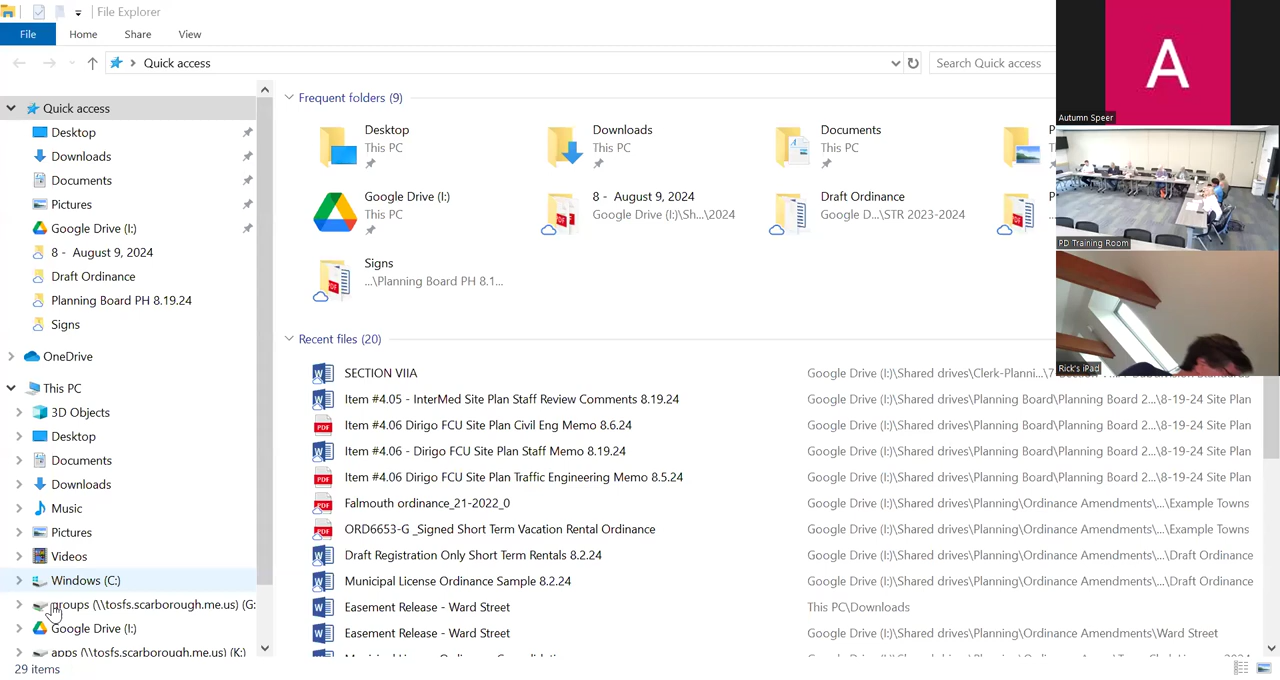 File Explorer
File Home Share View
Quick access
Search Quick access
Quick access
Desktop
Downloads
Documents
Pictures
Google Drive (I:)
8 - August 9, 2024
Draft Ordinance
Planning Board PH 8.19.24
Signs
OneDrive
This PC
3D Objects
Desktop
Documents
Downloads
Music
Pictures
Videos
Windows (C:)
groups (\\tosfs.scarborough.me.us) (G:
Google Drive (I:)
apps (\\tosfs.scarborough.me.us) (K:)
29 items
Frequent folders (9)
Desktop
This PC
Downloads
This PC
Documents
This PC
Google Drive (I:)
This PC
8 - August 9, 2024
Google Drive (I:)\Sh...\2024
Draft Ordinance
Google D...\STR 2023-2024
Signs
...\Planning Board PH 8.1...
Recent files (20)
SECTION VIIA
Item #4.05 - InterMed Site Plan Staff Review Comments 8.19.24 Google Drive (I:)\Shared drives\Planning Board\Planning Board 2...\8-19-24 Site Plan
Item #4.06 Dirigo FCU Site Plan Civil Eng Memo 8.6.24 Google Drive (I:)\Shared drives\Planning Board\Planning Board 2...\8-19-24 Site Plan
Item #4.06 - Dirigo FCU Site Plan Staff Memo 8.19.24 Google Drive (I:)\Shared drives\Planning Board\Planning Board 2...\8-19-24 Site Plan
Item #4.06 Dirigo FCU Site Plan Traffic Engineering Memo 8.5.24 Google Drive (I:)\Shared drives\Planning Board\Planning Board 2...\8-19-24 Site Plan
Falmouth ordinance_21-2022_0 Google Drive (I:)\Shared drives\Planning\Ordinance Amendments\...\Example Towns
ORD6653-G _Signed Short Term Vacation Rental Ordinance Google Drive (I:)\Shared drives\Planning\Ordinance Amendments\...\Example Towns
Draft Registration Only Short Term Rentals 8.2.24 Google Drive (I:)\Shared drives\Planning\Ordinance Amendments\...\Draft Ordinance
Municipal License Ordinance Sample 8.2.24 Google Drive (I:)\Shared drives\Planning\Ordinance Amendments\...\Draft Ordinance
Easement Release - Ward Street This PC\Downloads
Easement Release - Ward Street Google Drive (I:)\Shared drives\Planning\Ordinance Amendments\Ward Street
A
Autumn Speer
PD Training Room
Rick's iPad